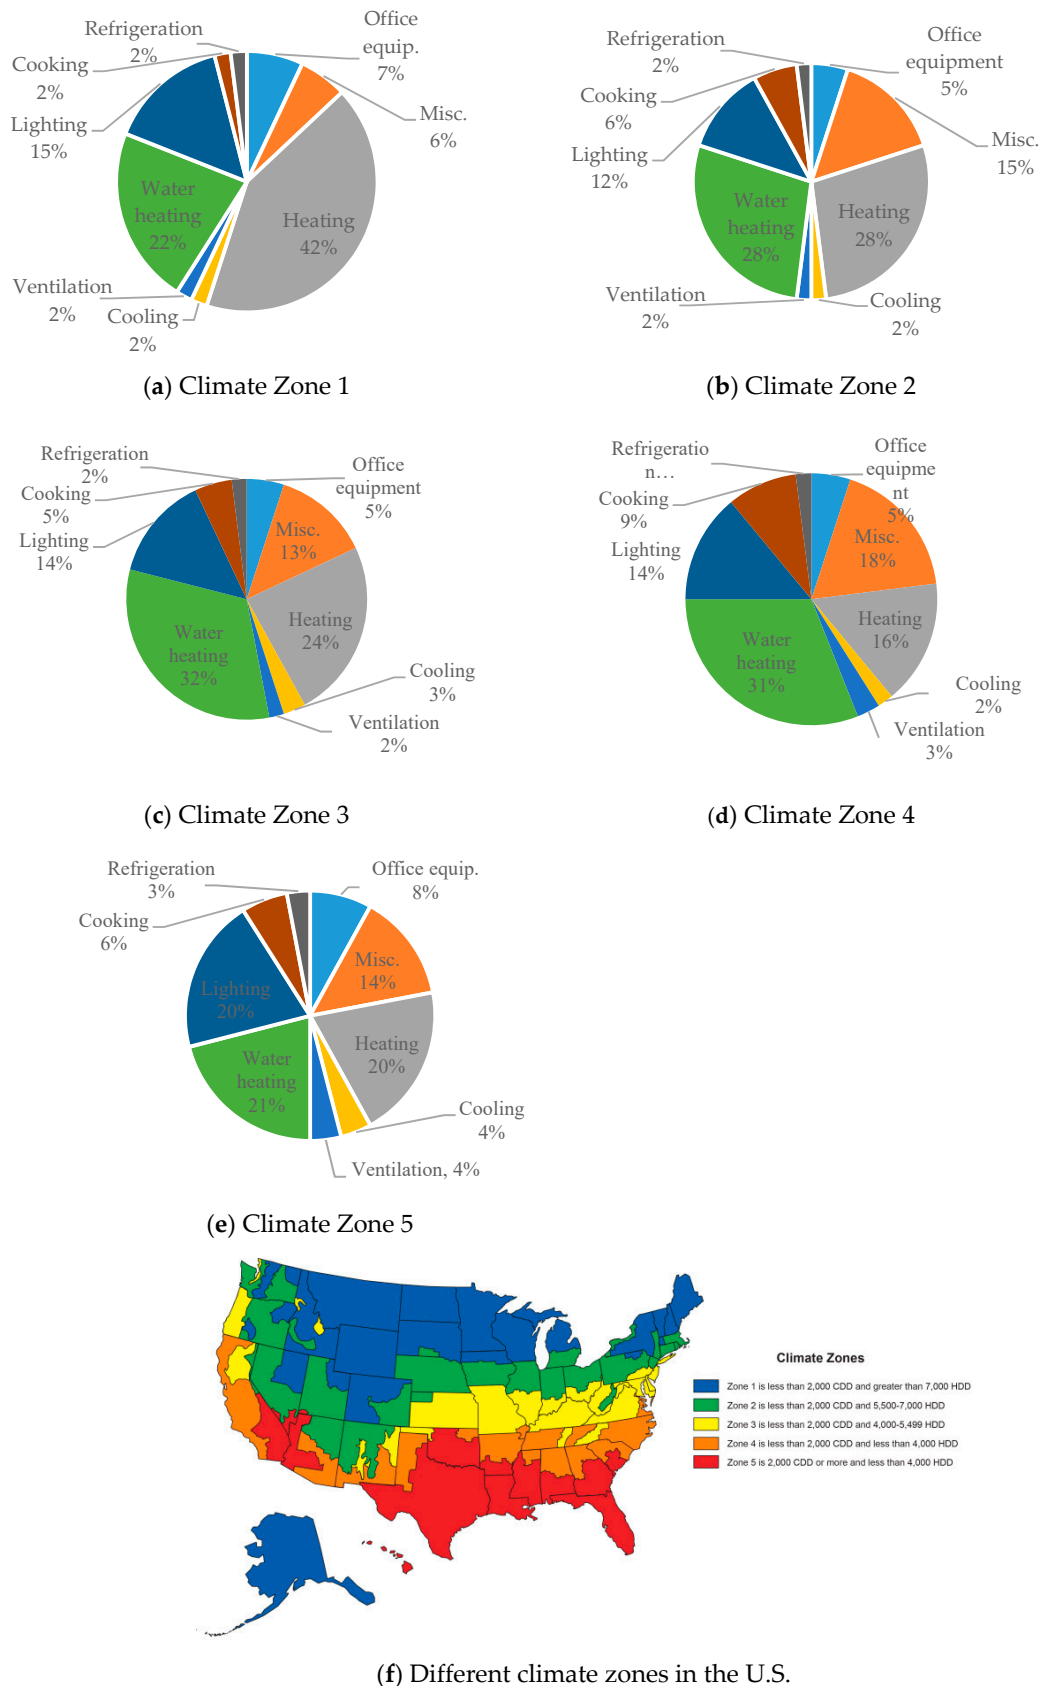 Refrigeration
2%
Office
equip.
7%
Cooking
2%
Misc.
6%
Lighting
15%
Water
heating
22%
Heating
42%
Ventilation
2%
Cooling
2%
(a) Climate Zone 1
Refrigeration
2%
Office
equipment
5%
Cooking
6%
Misc.
15%
Lighting
12%
Water
heating
28%
Heating
28%
Ventilation
2%
Cooling
2%
(b) Climate Zone 2
Refrigeration
2%
Office
equipment
5%
Cooking
5%
Misc.
13%
Lighting
14%
Heating
24%
Water
heating
32%
Cooling
3%
Ventilation
2%
(c) Climate Zone 3
Refrigeratio
n…
Office
equipme
nt
5%
Cooking
9%
Misc.
18%
Lighting
14%
Heating
16%
Water
heating
31%
Cooling
2%
Ventilation
3%
(d) Climate Zone 4
Refrigeration
3%
Office equip.
8%
Cooking
6%
Misc.
14%
Lighting
20%
Heating
20%
Water
heating
21%
Cooling
4%
Ventilation, 4%
(e) Climate Zone 5
Climate Zones
Zone 1 is less than 2,000 CDD and greater than 7,000 HDD
Zone 2 is less than 2,000 CDD and 5,500-7,000 HDD
Zone 3 is less than 2,000 CDD and 4,000-5,499 HDD
Zone 4 is less than 2,000 CDD and less than 4,000 HDD
Zone 5 is 2,000 CDD or more and less than 4,000 HDD
(f) Different climate zones in the U.S.